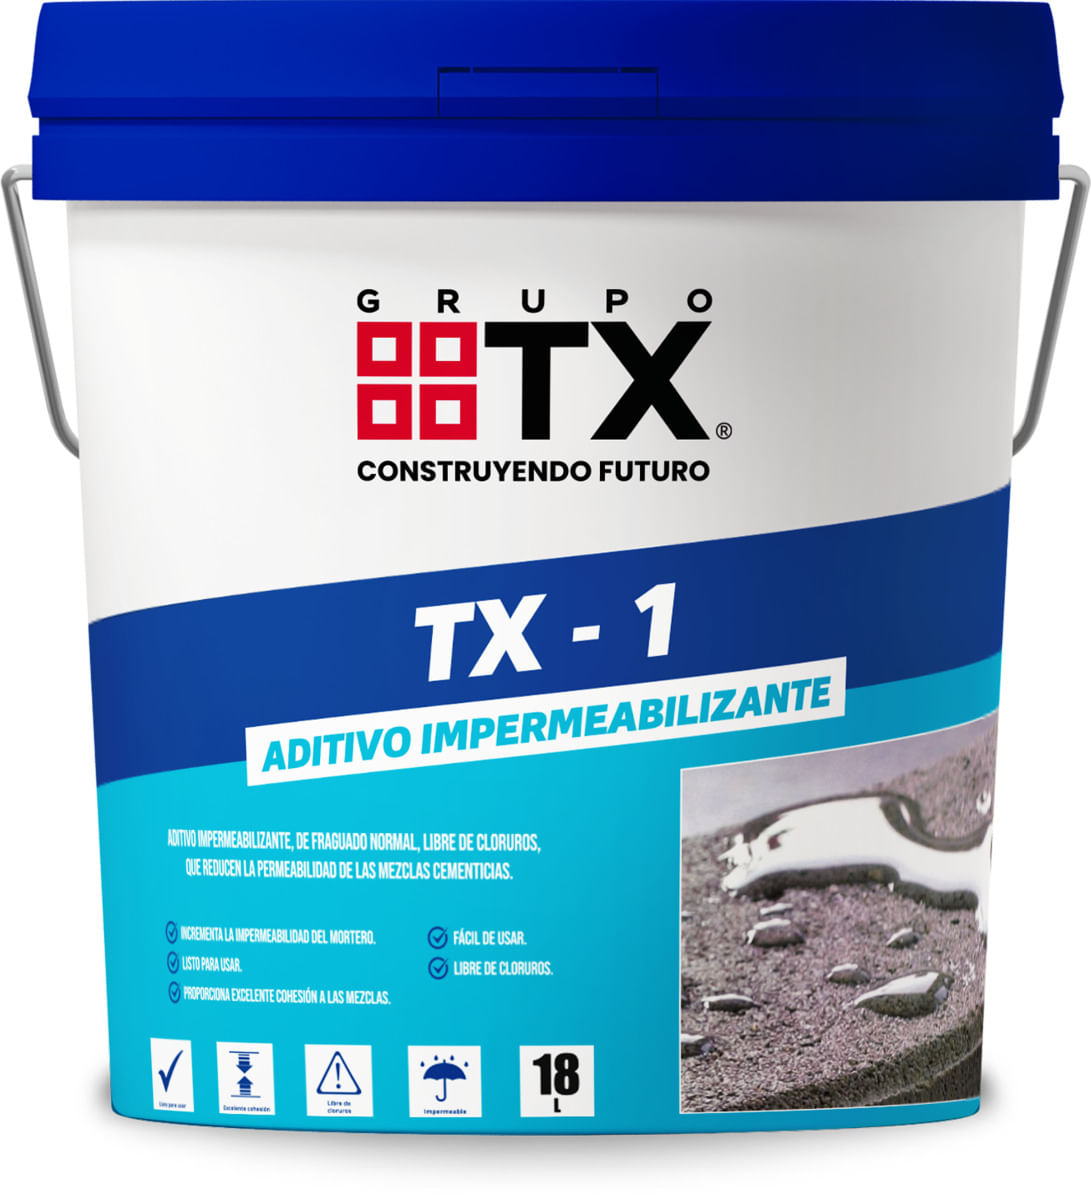 GRUPO
TX®
CONSTRUYENDO FUTURO
TX - 1
ADITIVO IMPERMEABILIZANTE
ADITIVO IMPERMEABILIZANTE, DE FRAGUADO NORMAL, LIBRE DE CLORUROS,
QUE REDUCEN LA PERMEABILIDAD DE LAS MEZCLAS CEMENTICIAS.
INCREMENTA LA IMPERMEABILIDAD DEL MORTERO.
LISTO PARA USAR.
PROPORCIONA EXCELENTE COHESIÓN A LAS MEZCLAS.
FÁCIL DE USAR.
LIBRE DE CLORUROS.
Listo para usar
Excelente cohesión
Libre de
cloruros
Impermeable
18
L